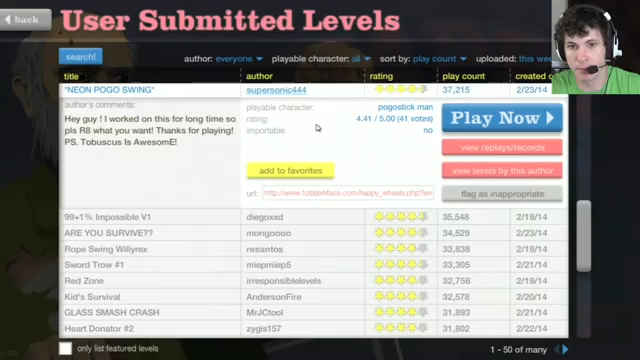 back
User Submitted Levels
search!
author: everyone playable character: all sort by: play count uploaded: this wee
title author rating play count created o
*NEON POGO SWING* supersonic444 37,215 2/23/14
author's comments:
Hey guy ! I worked on this for long time so
pls R8 what you want! Thanks for playing!
PS. Tobuscus Is AwesomE!
playable character: pogostick man
rating: 4.41 / 5.00 (41 votes)
importable: no
Play Now
view replays/records
add to favorites
view levels by this author
url: http://www.totaljerkface.com/happy_wheels.php?leve
flag as inappropriate
99+1% Impossible V1 diegoxxd 35,548 2/19/14
ARE YOU SURVIVE?? mongoooo 34,529 2/23/14
Rope Swing Willyrex resantos 33,838 2/19/14
Sword Trow #1 miepmiep5 33,305 2/21/14
Red Zone irresponsiblelevels 32,756 2/19/14
Kid's Survival AndersonFire 32,578 2/20/14
GLASS SMASH CRASH MrJCtool 31,893 2/21/14
Heart Donator #2 zygis157 31,802 2/22/14
only list featured levels
1 - 50 of many